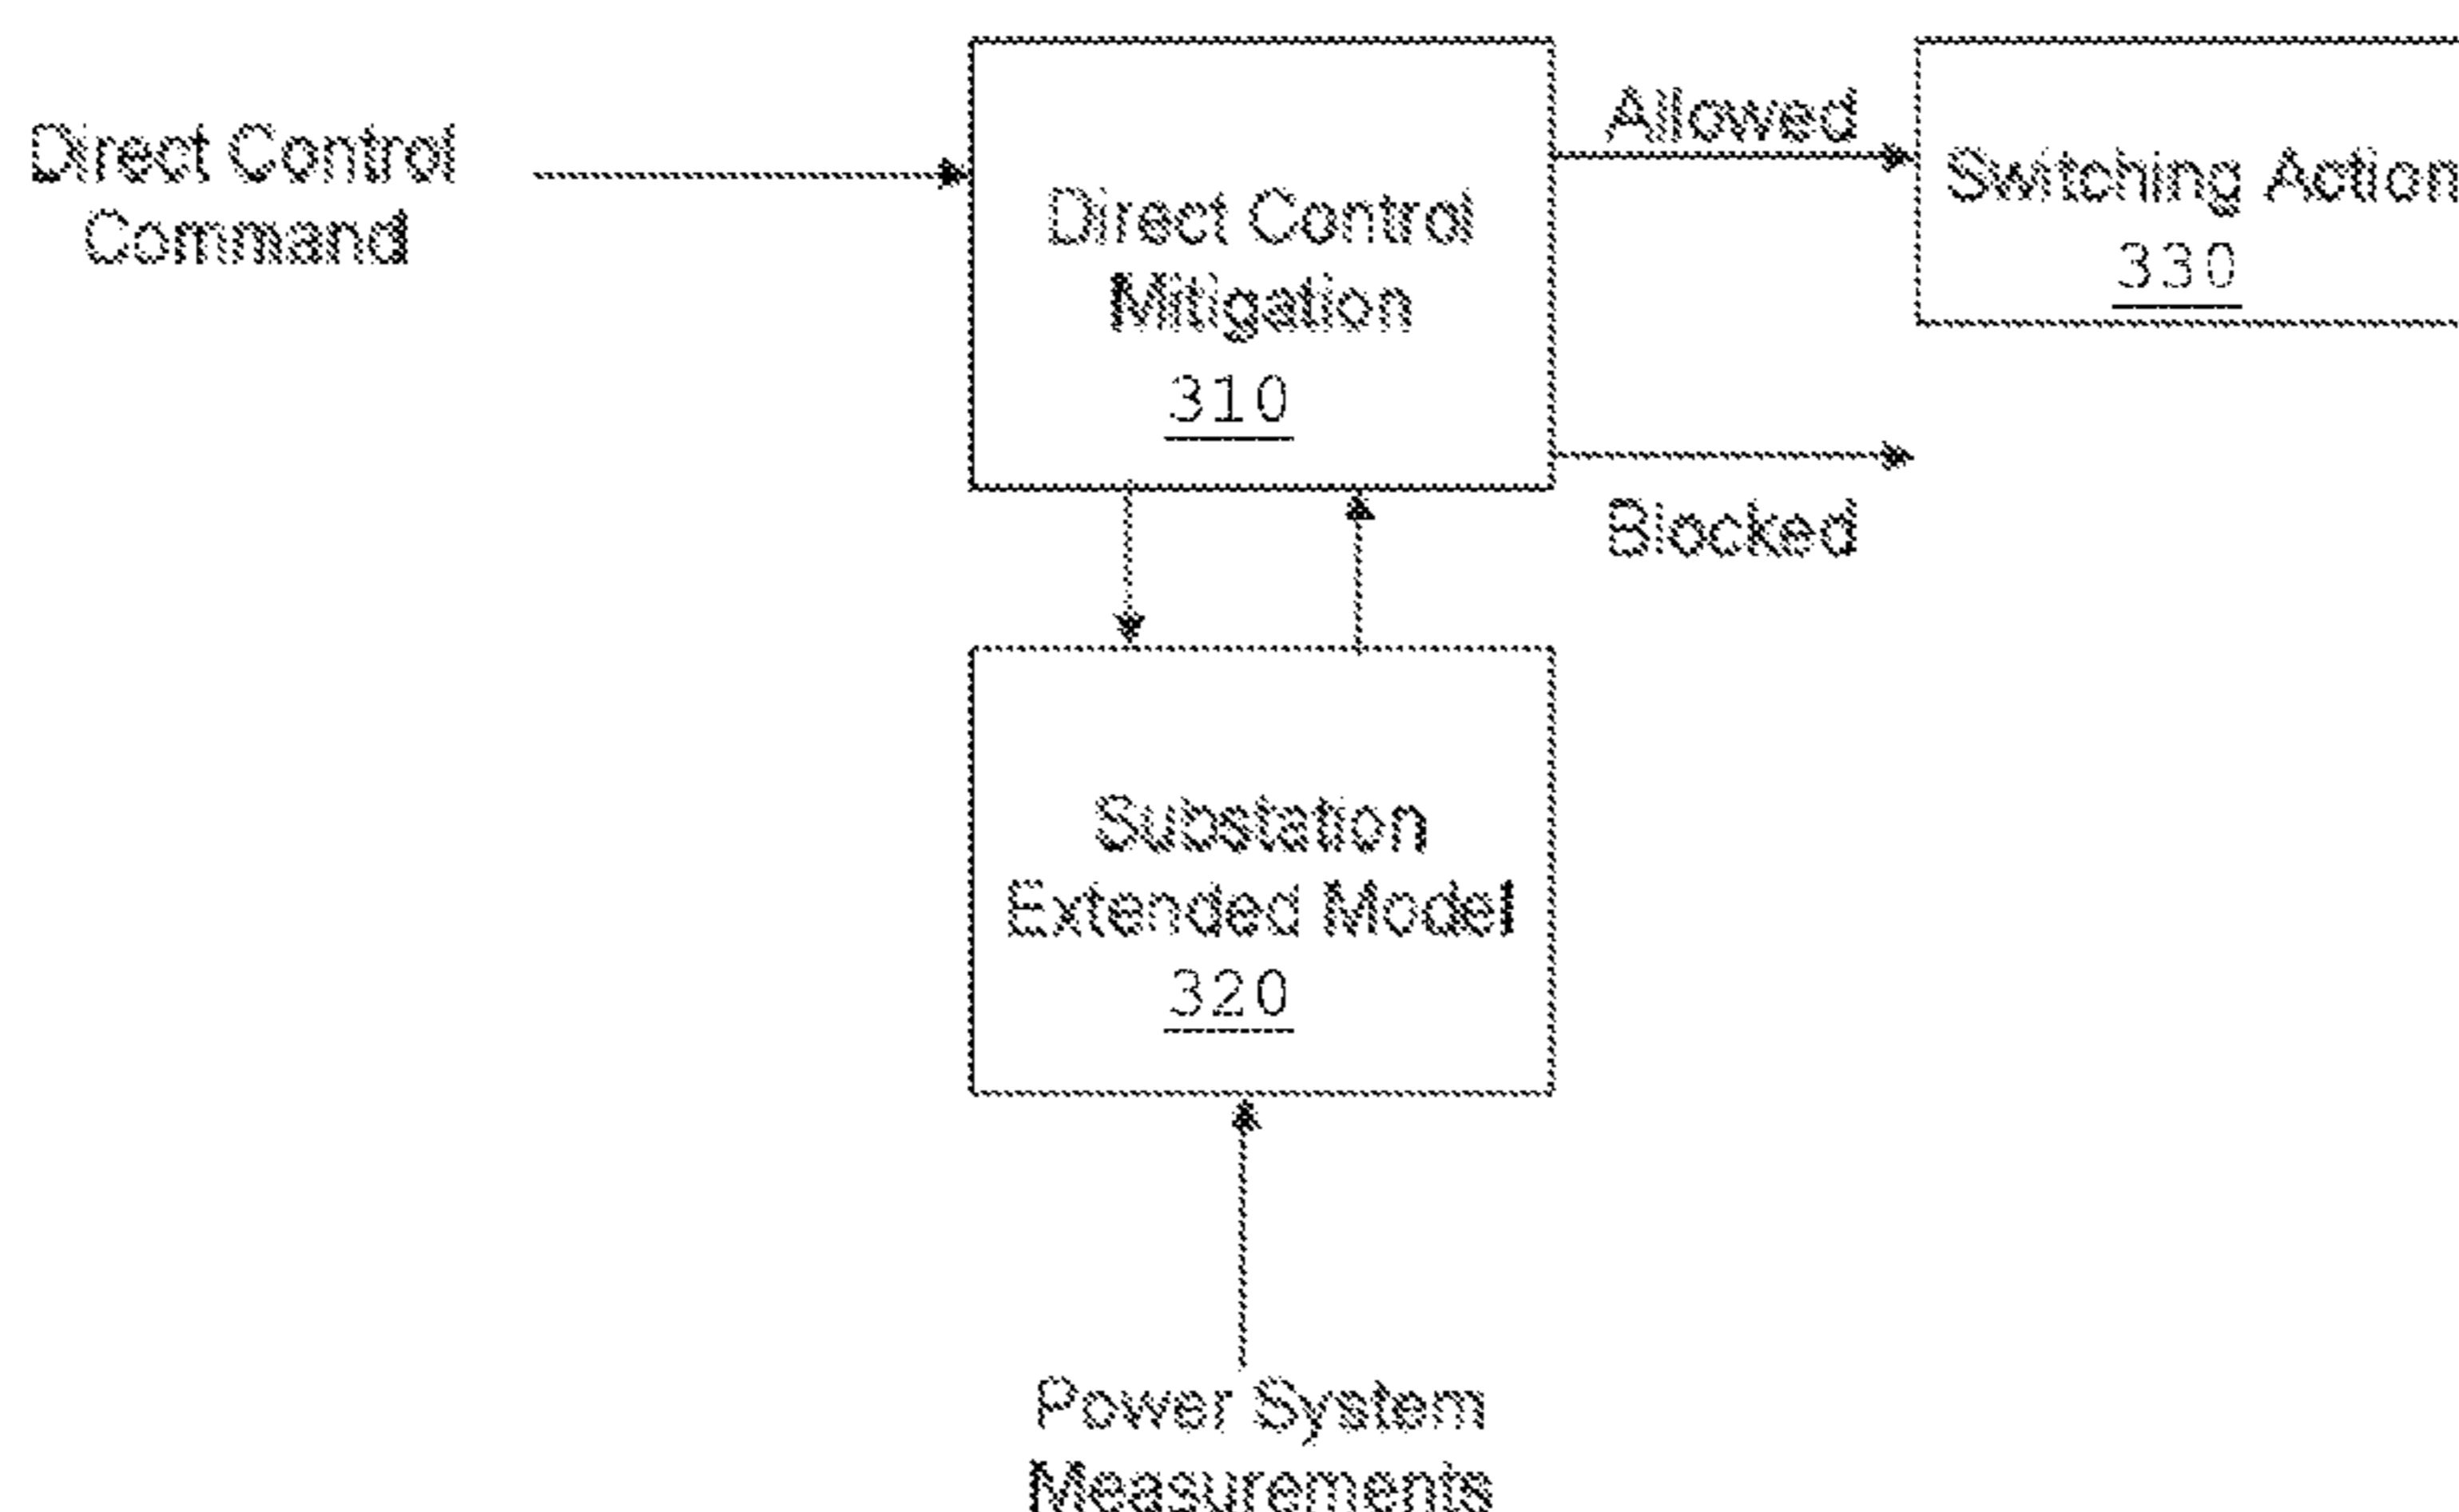 Direct Control
Command
Direct Control
Mitigation
310
Allowed
Switching Action
330
Blocked
Substation
Extended Model
320
Power System
Measurements